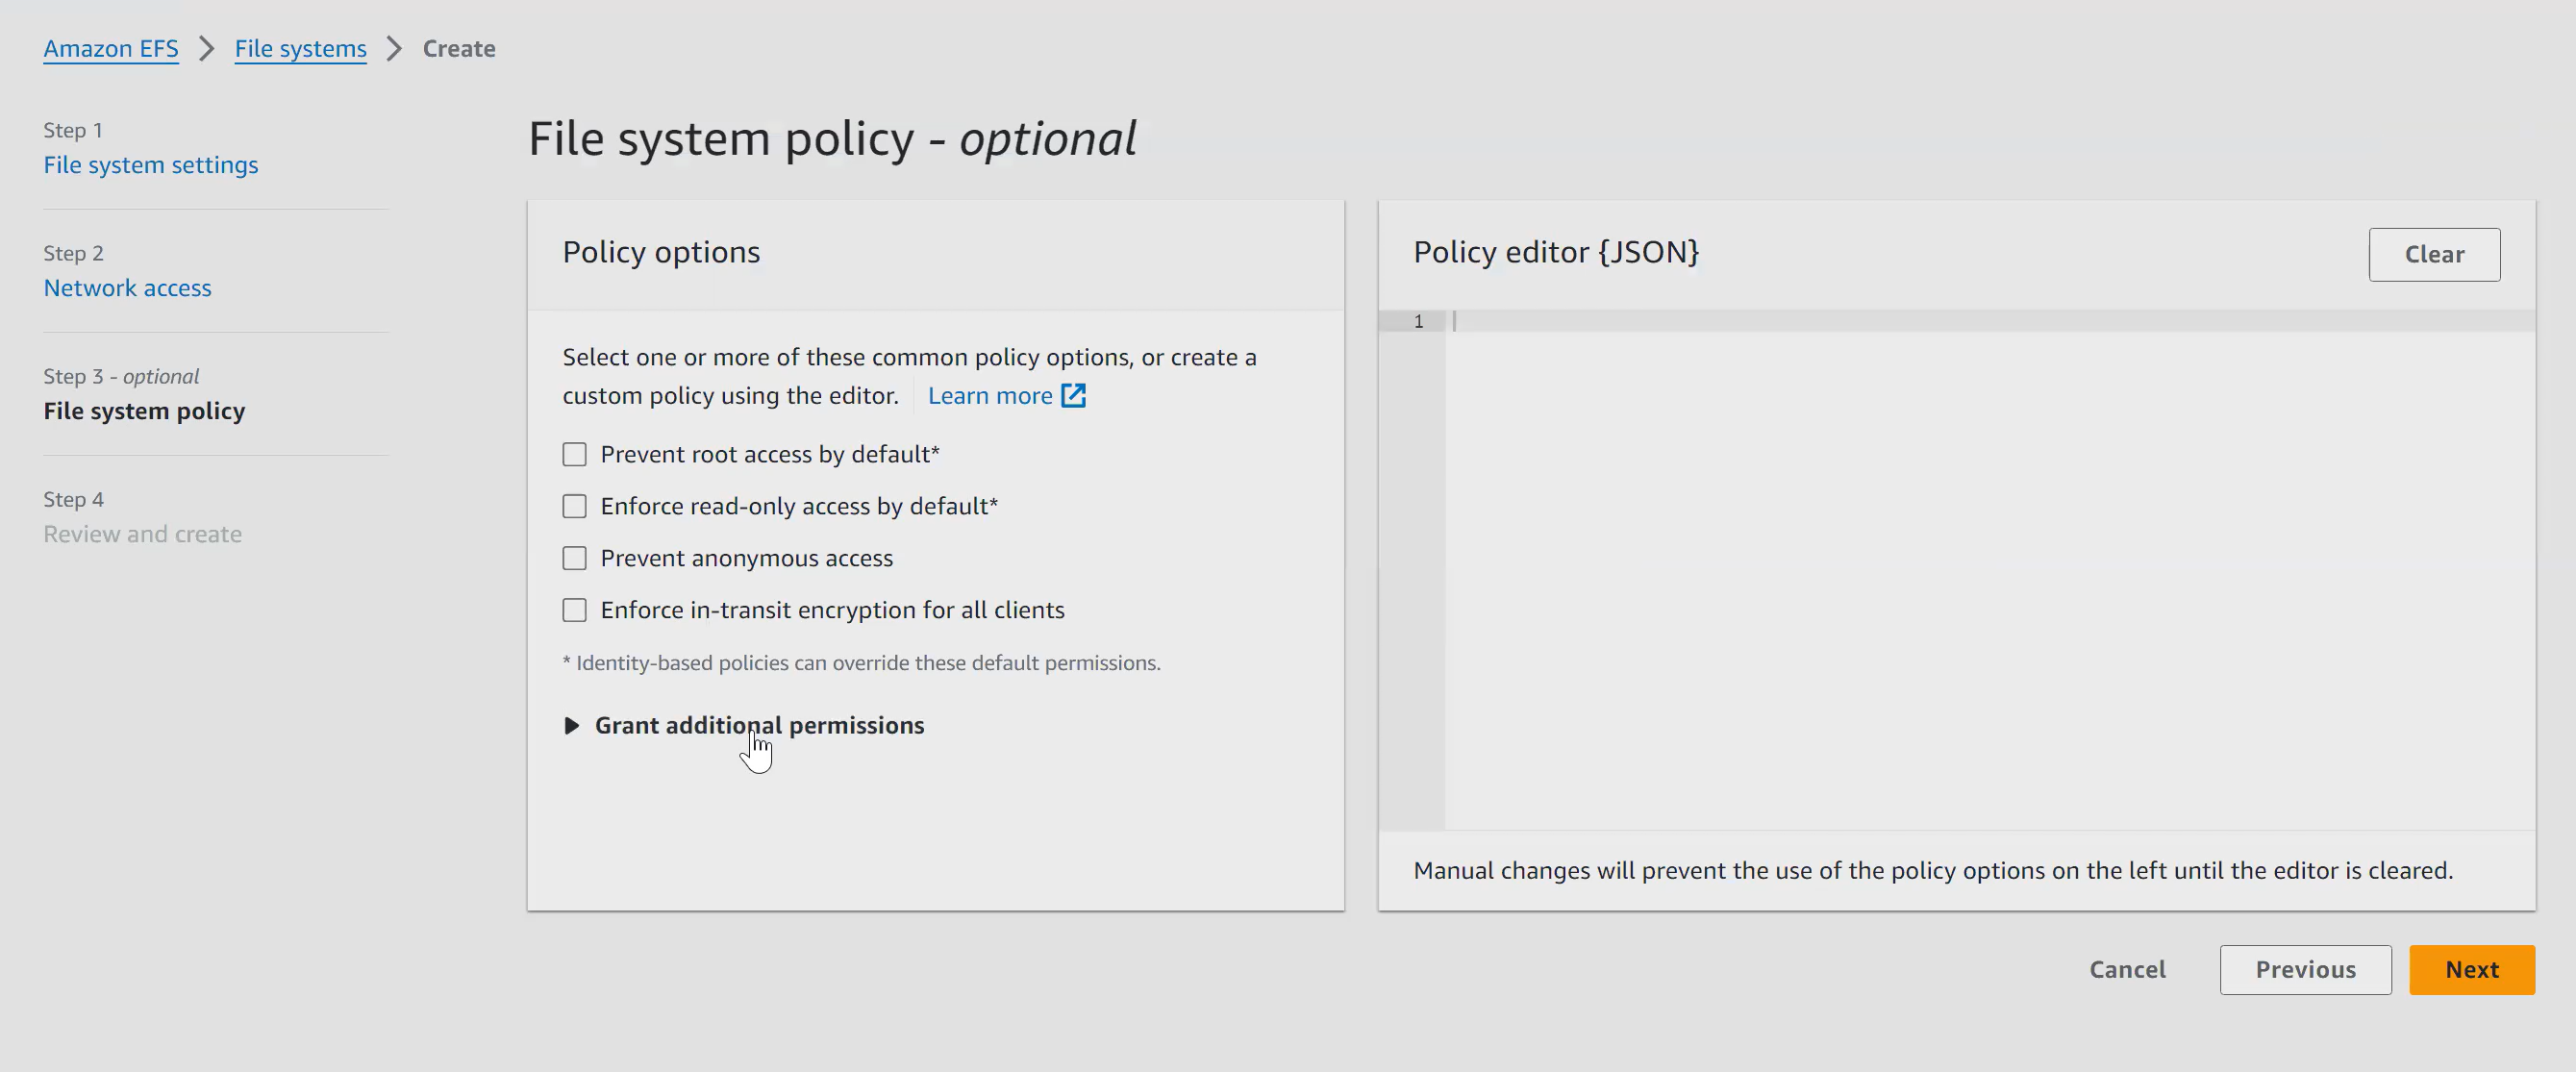 Amazon EFS > File systems > Create
Step 1
File system settings
Step 2
Network access
Step 3 - optional
File system policy
Step 4
Review and create
File system policy - optional
Policy options
Select one or more of these common policy options, or create a
custom policy using the editor. Learn more
Prevent root access by default*
Enforce read-only access by default*
Prevent anonymous access
Enforce in-transit encryption for all clients
* Identity-based policies can override these default permissions.
Grant additional permissions
Policy editor {JSON}
Clear
1
Manual changes will prevent the use of the policy options on the left until the editor is cleared.
Cancel
Previous
Next